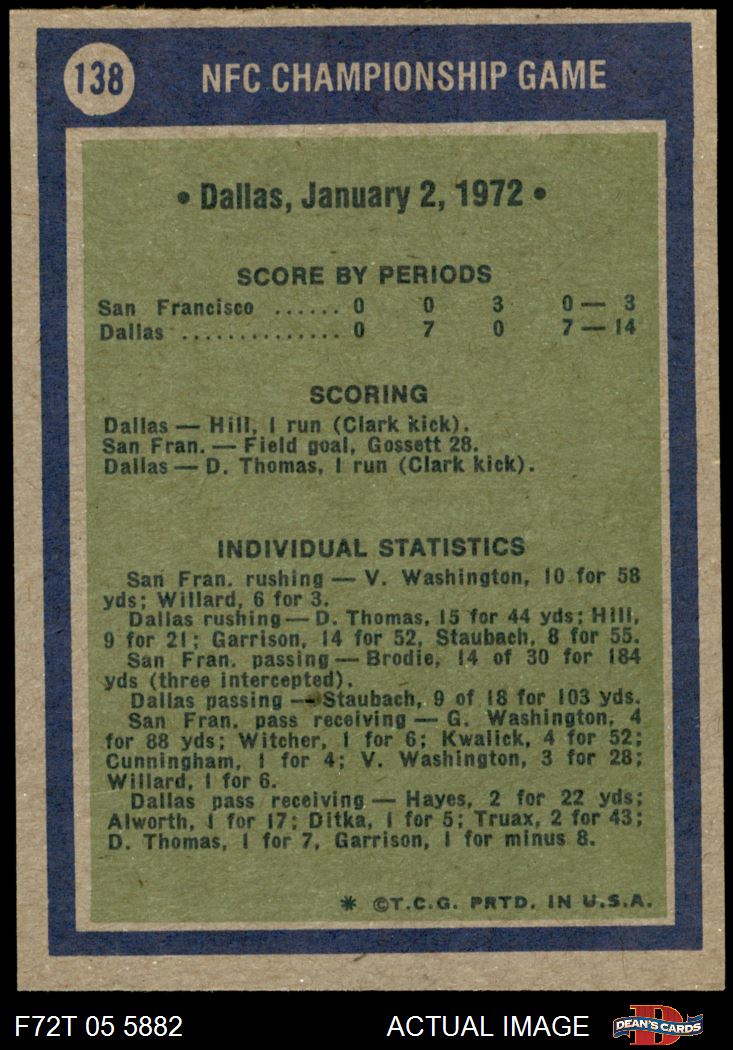 138 NFC CHAMPIONSHIP GAME
• Dallas, January 2, 1972 •
SCORE BY PERIODS
San Francisco ...... 0 0 3 0 — 3
Dallas .............. 0 7 0 7 — 14
SCORING
Dallas — Hill, 1 run (Clark kick).
San Fran. — Field goal, Gossett 28.
Dallas — D. Thomas, 1 run (Clark kick).
INDIVIDUAL STATISTICS
San Fran. rushing — V. Washington, 10 for 58
yds; Willard, 6 for 3.
Dallas rushing — D. Thomas, 15 for 44 yds; Hill,
9 for 21; Garrison, 14 for 52, Staubach, 8 for 55.
San Fran. passing — Brodie, 14 of 30 for 184
yds (three intercepted).
Dallas passing — Staubach, 9 of 18 for 103 yds.
San Fran. pass receiving — G. Washington, 4
for 88 yds; Witcher, 1 for 6; Kwalick, 4 for 52;
Cunningham, 1 for 4; V. Washington, 3 for 28;
Willard, 1 for 6.
Dallas pass receiving — Hayes, 2 for 22 yds;
Alworth, 1 for 17; Ditka, 1 for 5; Truax, 2 for 43;
D. Thomas, 1 for 7, Garrison, 1 for minus 8.
* ©T.C.G. PRTD. IN U.S.A.
F72T 05 5882 ACTUAL IMAGE D DEAN'S CARDS